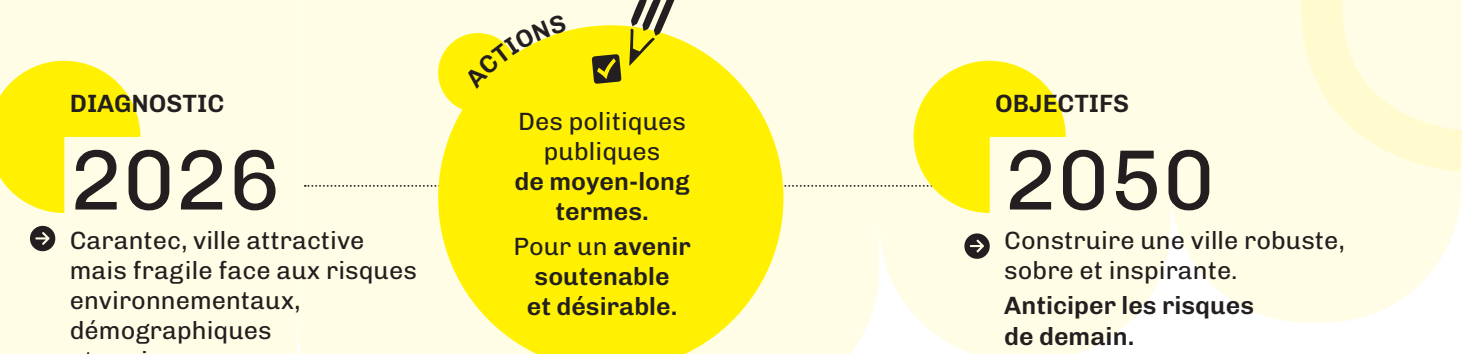 DIAGNOSTIC
2026
Carantec, ville attractive
mais fragile face aux risques
environnementaux,
démographiques
ACTIONS
Des politiques
publiques
de moyen-long
termes.
Pour un avenir
soutenable
et désirable.
OBJECTIFS
2050
Construire une ville robuste,
sobre et inspirante.
Anticiper les risques
de demain.